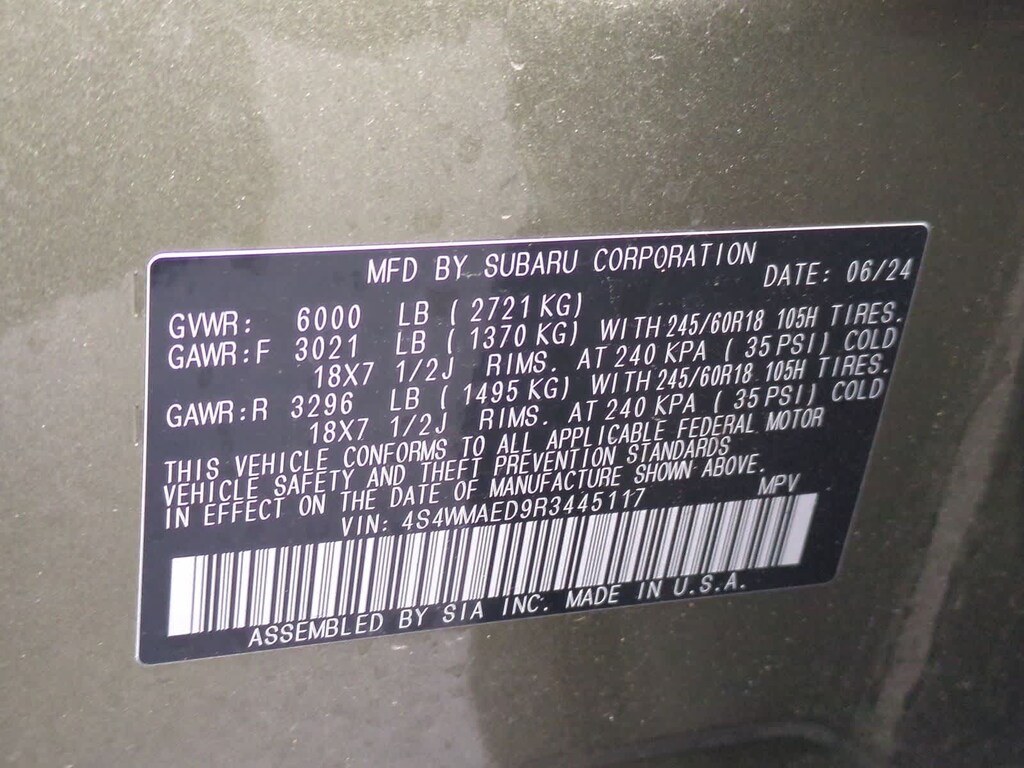 MFD BY SUBARU CORPORATION DATE: 06/24
GVWR: 6000 LB ( 2721 KG)
GAWR:F 3021 LB ( 1370 KG) WITH 245/60R18 105H TIRES.
18X7 1/2J RIMS. AT 240 KPA ( 35 PSI) COLD
GAWR:R 3296 LB ( 1495 KG) WITH 245/60R18 105H TIRES.
18X7 1/2J RIMS. AT 240 KPA ( 35 PSI) COLD
THIS VEHICLE CONFORMS TO ALL APPLICABLE FEDERAL MOTOR
VEHICLE SAFETY AND THEFT PREVENTION STANDARDS
IN EFFECT ON THE DATE OF MANUFACTURE SHOWN ABOVE.
VIN: 4S4WMAED9R3445117 MPV
ASSEMBLED BY SIA INC. MADE IN U.S.A.